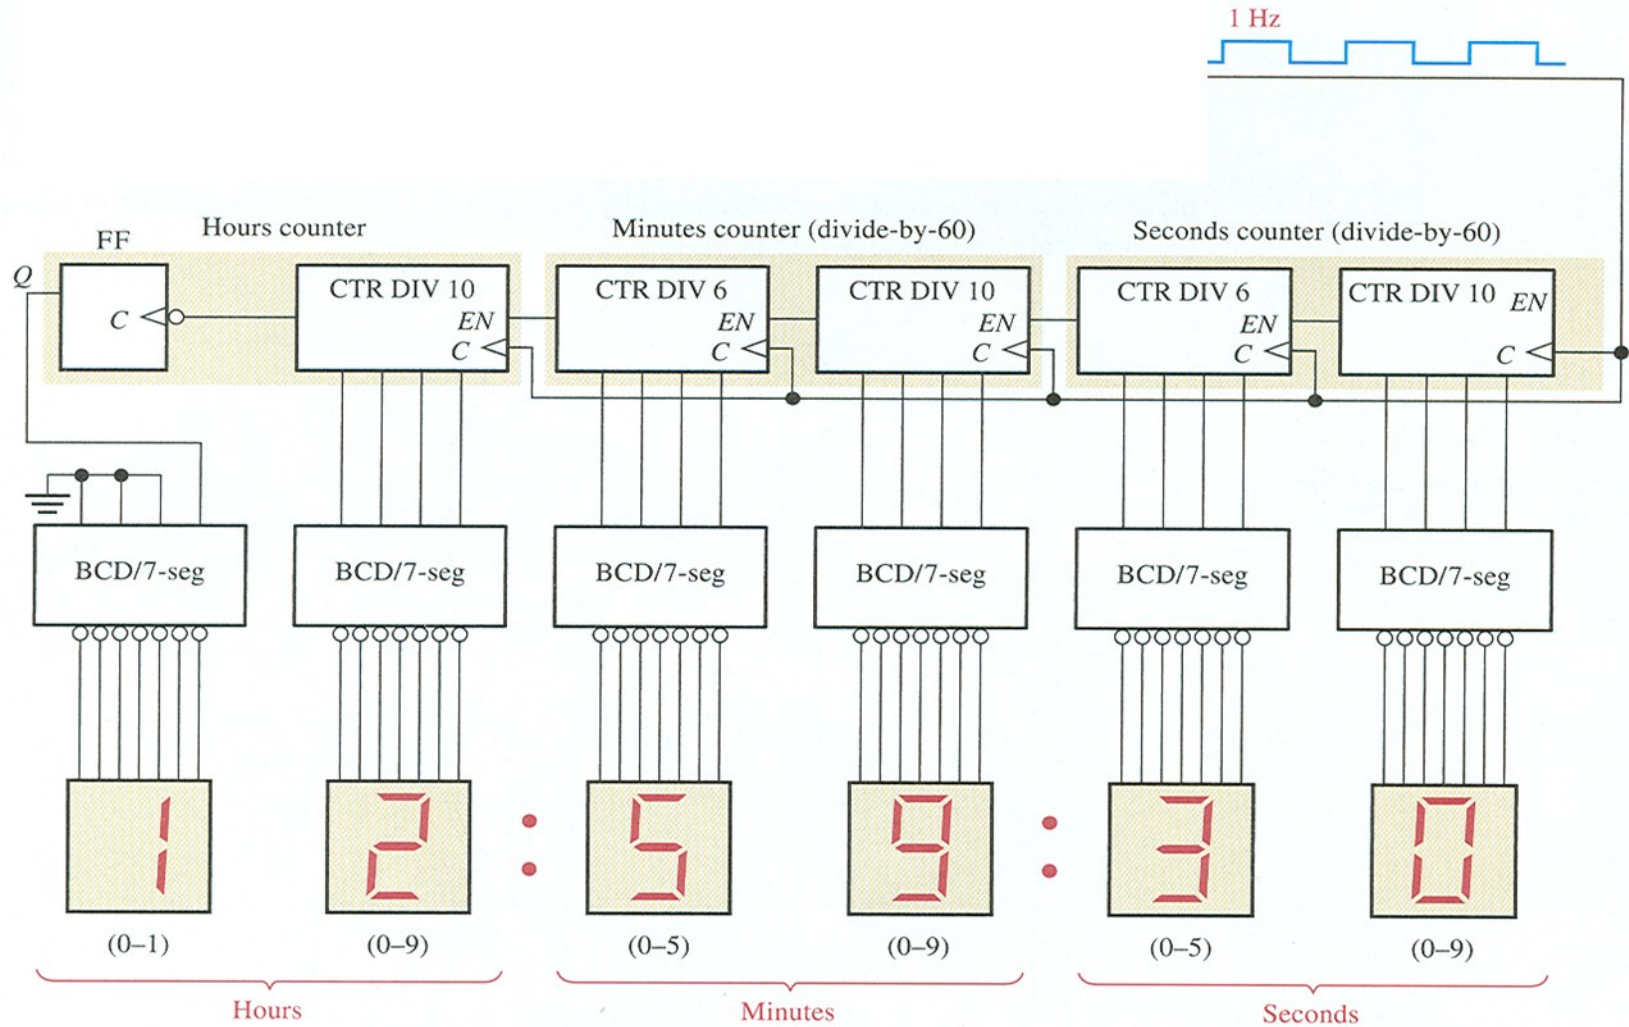 1 Hz
Hours counter
Minutes counter (divide-by-60)
Seconds counter (divide-by-60)
FF
Q
C
CTR DIV 10
EN
C
CTR DIV 6
EN
C
CTR DIV 10
EN
C
CTR DIV 6
EN
C
CTR DIV 10
EN
C
BCD/7-seg
BCD/7-seg
BCD/7-seg
BCD/7-seg
BCD/7-seg
BCD/7-seg
1 2 : 5 9 : 3 0
(0–1)
(0–9)
(0–5)
(0–9)
(0–5)
(0–9)
Hours
Minutes
Seconds